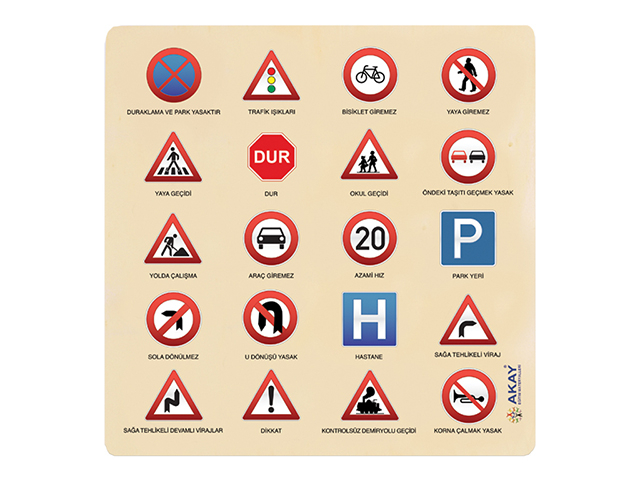 DURAKLAMA VE PARK YASAKTIR
TRAFİK IŞIKLARI
BİSİKLET GİREMEZ
YAYA GİREMEZ
DUR
YAYA GEÇİDİ
DUR
OKUL GEÇİDİ
ÖNDEKİ TAŞITI GEÇMEK YASAK
20
P
YOLDA ÇALIŞMA
ARAÇ GİREMEZ
AZAMİ HIZ
PARK YERİ
H
SOLA DÖNÜLMEZ
U DÖNÜŞÜ YASAK
HASTANE
SAĞA TEHLİKELİ VİRAJ
!
SAĞA TEHLİKELİ DEVAMLI VİRAJLAR
DİKKAT
KONTROLSÜZ DEMİRYOLU GEÇİDİ
KORNA ÇALMAK YASAK
AKAY